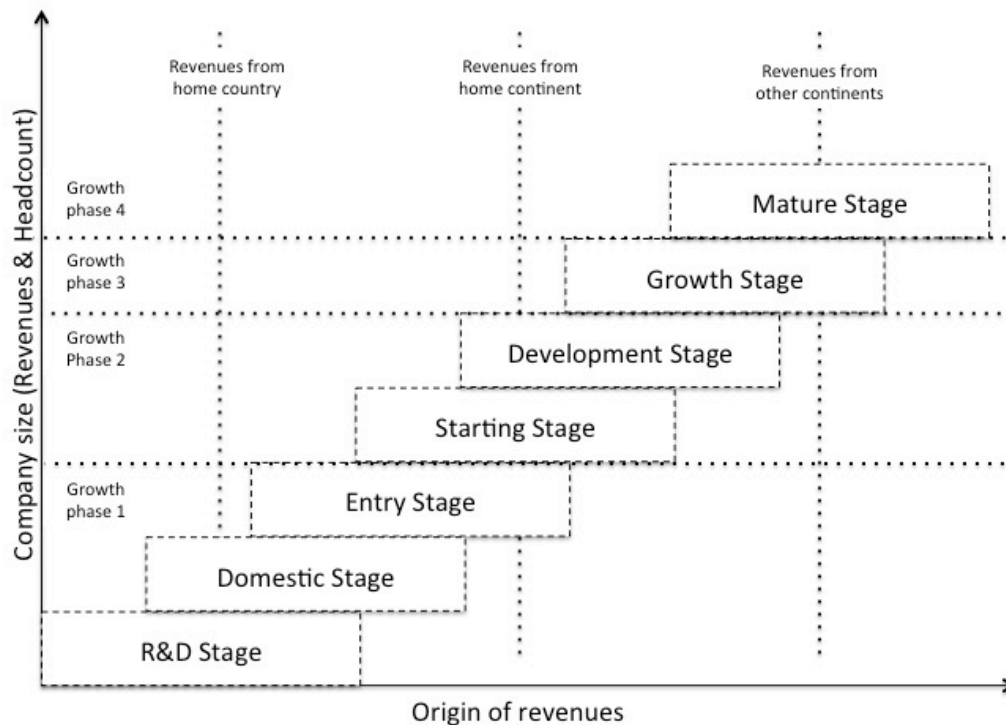 Revenues from
home country
Revenues from
home continent
Revenues from
other continents
Growth
phase 4
Mature Stage
Growth
phase 3
Growth Stage
Growth
Phase 2
Development Stage
Starting Stage
Growth
phase 1
Entry Stage
Domestic Stage
R&D Stage
Company size (Revenues & Headcount)
Origin of revenues